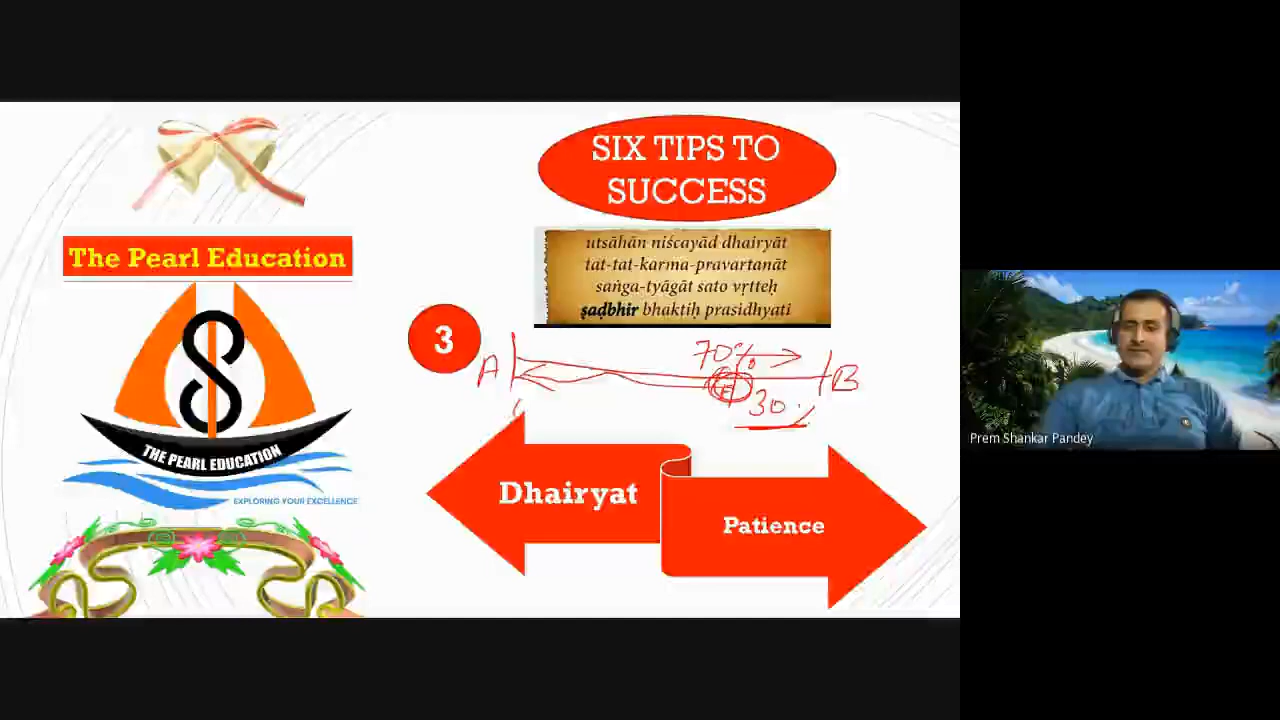 SIX TIPS TO
SUCCESS
The Pearl Education
utsāhān niścayād dhairyāt
tat-tat-karma-pravartanāt
saṅga-tyāgāt sato vṛtteḥ
ṣaḍbhir bhaktiḥ prasidhyati
3
70%
A
B
E
30%
THE PEARL EDUCATION
EXPLORING YOUR EXCELLENCE
Dhairyat
Patience
Prem Shankar Pandey